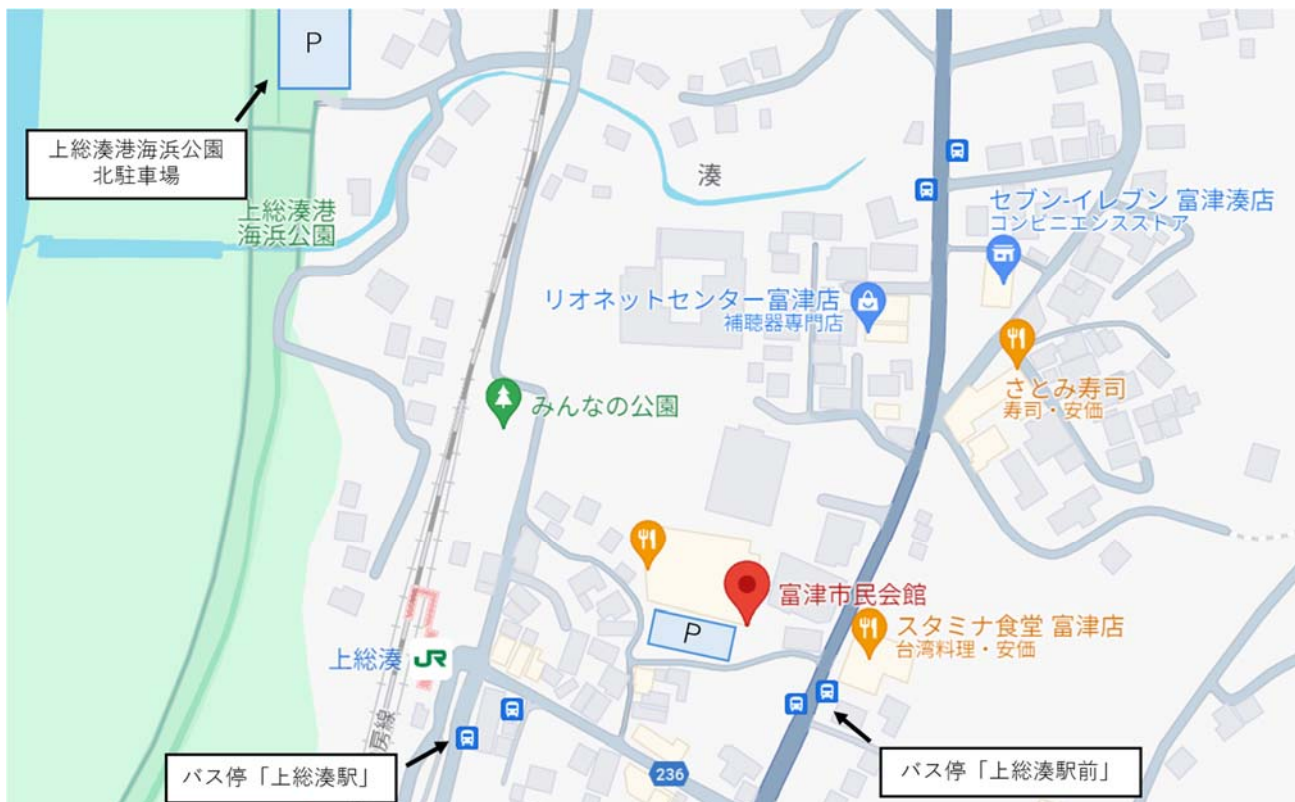 P
上総湊港海浜公園
北駐車場
湊
上総湊港
海浜公園
セブン-イレブン 富津湊店
コンビニエンスストア
リオネットセンター富津店
補聴器専門店
さとみ寿司
寿司・安価
みんなの公園
富津市民会館
P
スタミナ食堂 富津店
台湾料理・安価
上総湊 JR
房線
バス停「上総湊駅」
236
バス停「上総湊駅前」